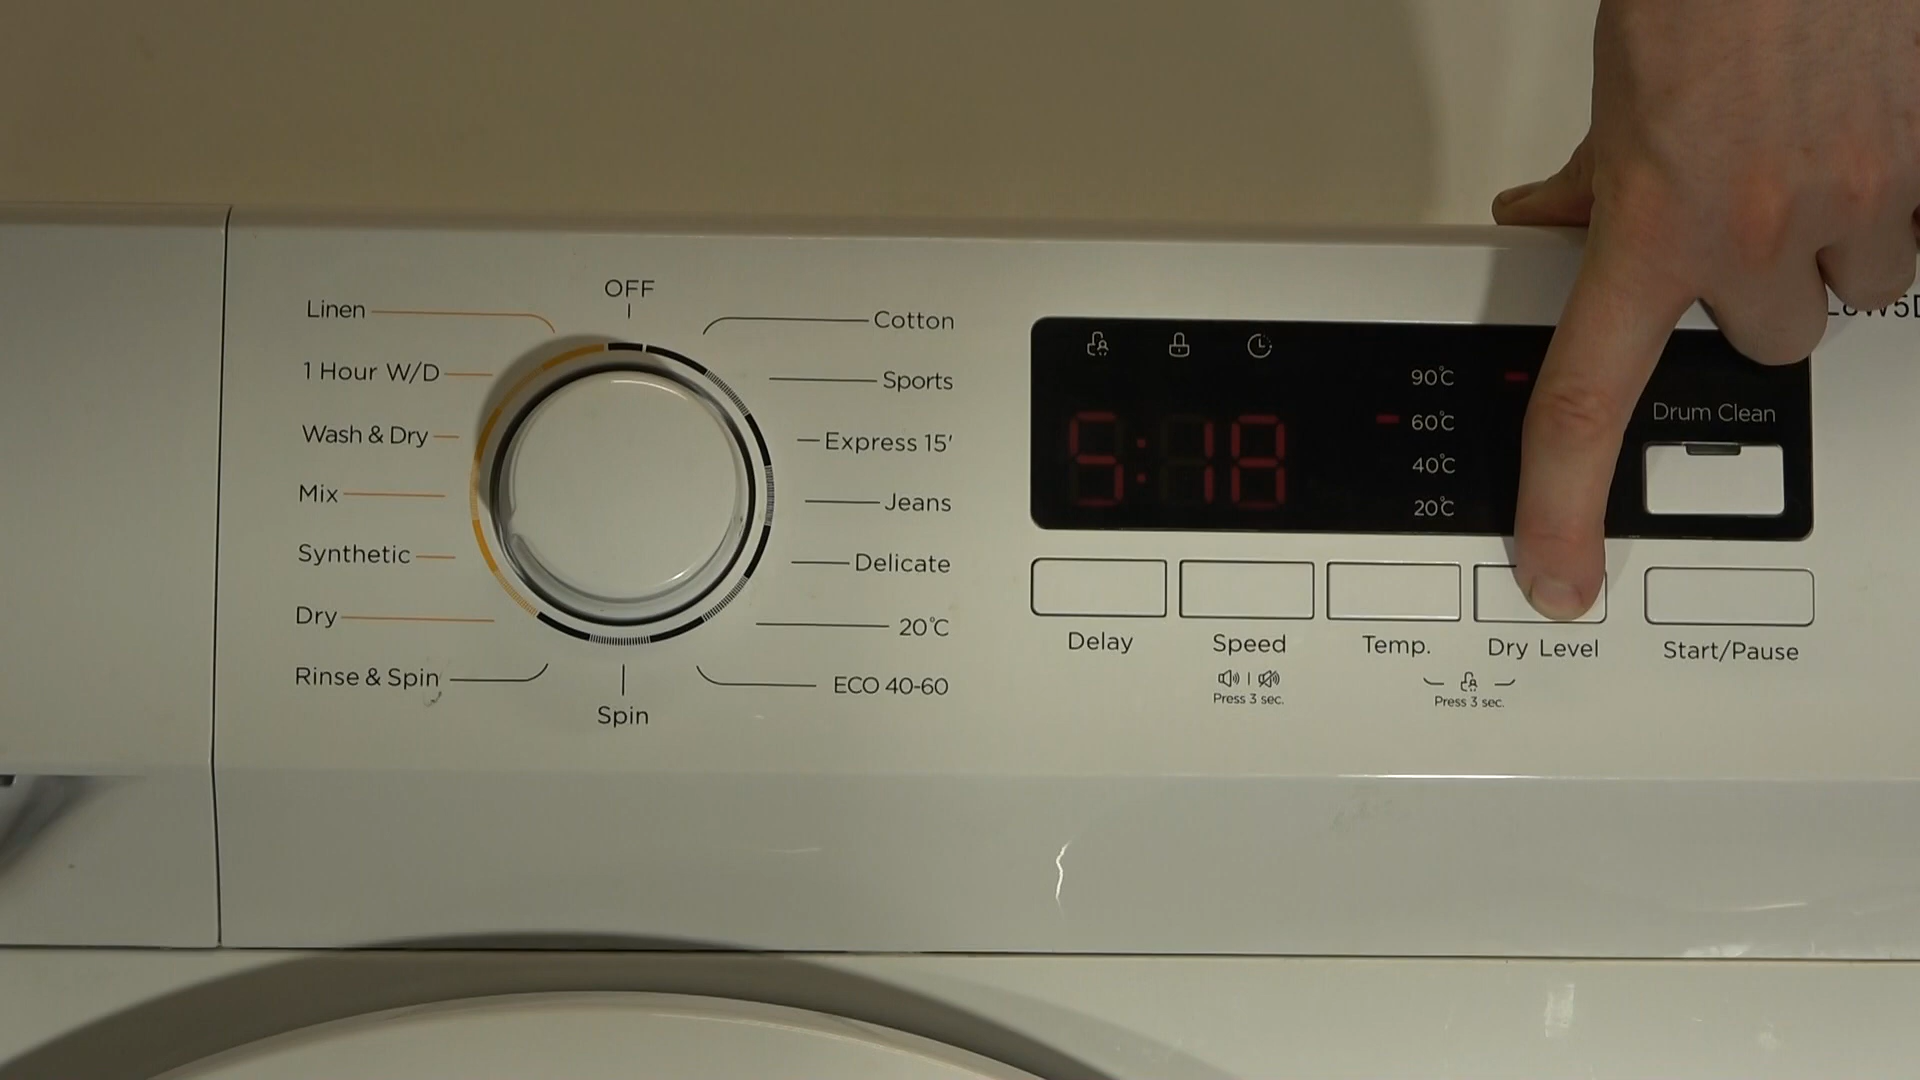 OFF
Linen
1 Hour W/D
Wash & Dry
Mix
Synthetic
Dry
Rinse & Spin
Spin
Cotton
Sports
Express 15'
Jeans
Delicate
20°C
ECO 40-60
5:18
90°C
60°C
40°C
20°C
Drum Clean
Delay
Speed
Temp.
Dry Level
Start/Pause
Press 3 sec.
Press 3 sec.